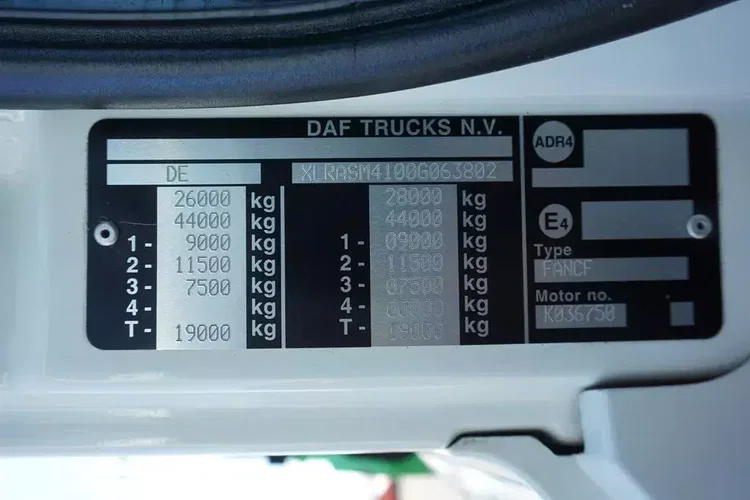 DAF TRUCKS N.V.
DE XLRASM4100G063802
26000 kg 28000 kg
44000 kg 44000 kg
1- 9000 kg 1- 09000 kg
2- 11500 kg 2- 11500 kg
3- 7500 kg 3- 07500 kg
4- kg 4- kg
T- 19000 kg T- kg
ADR4
E4
Type
FANCF
Motor no.
K036750